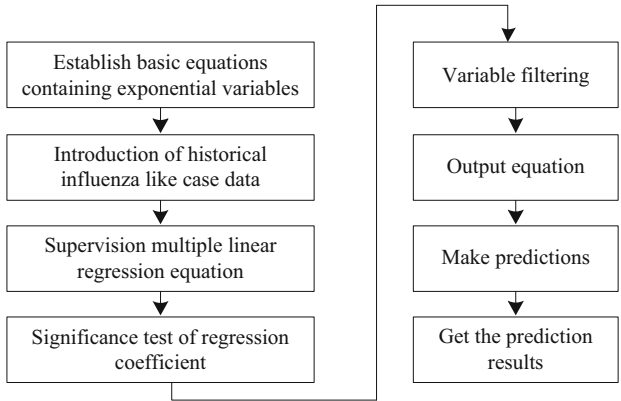 Establish basic equations
containing exponential variables
Introduction of historical
influenza like case data
Supervision multiple linear
regression equation
Significance test of regression
coefficient
Variable filtering
Output equation
Make predictions
Get the prediction
results